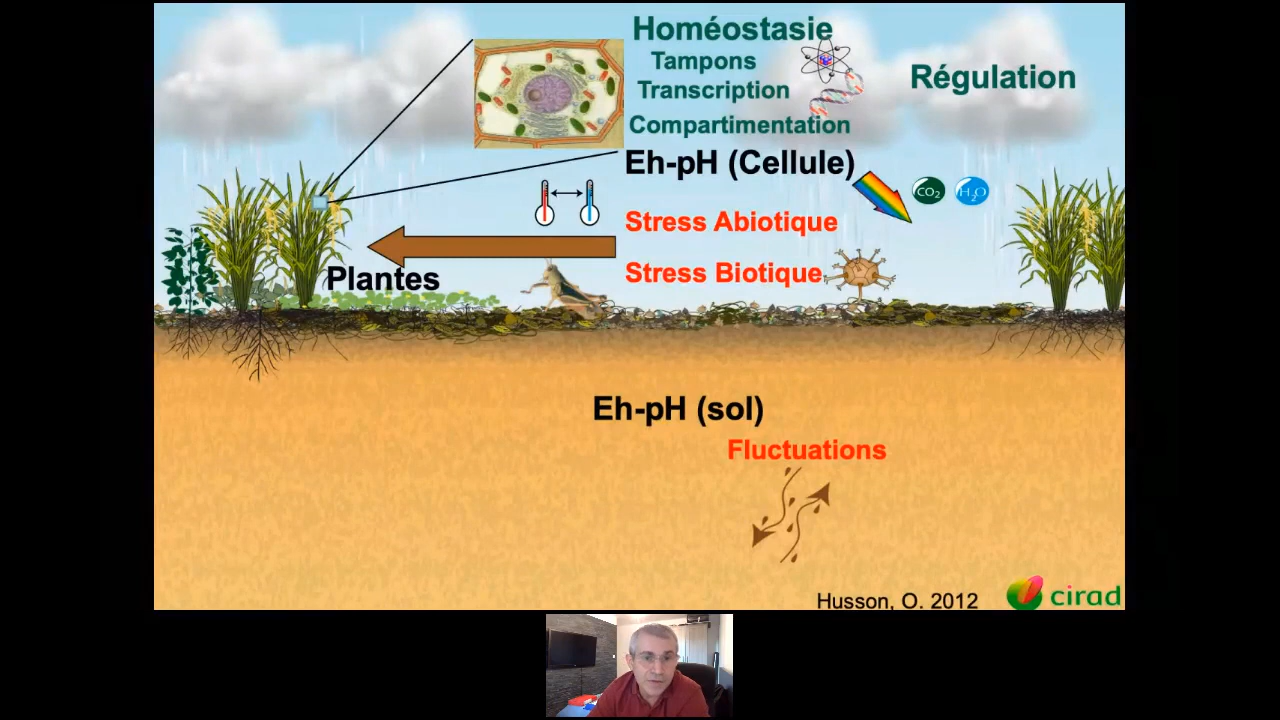 Homéostasie
Tampons
Transcription
Régulation
Compartimentation
Eh-pH (Cellule)
CO₂
H₂O
Stress Abiotique
Stress Biotique
Plantes
Eh-pH (sol)
Fluctuations
Husson, O. 2012
cirad